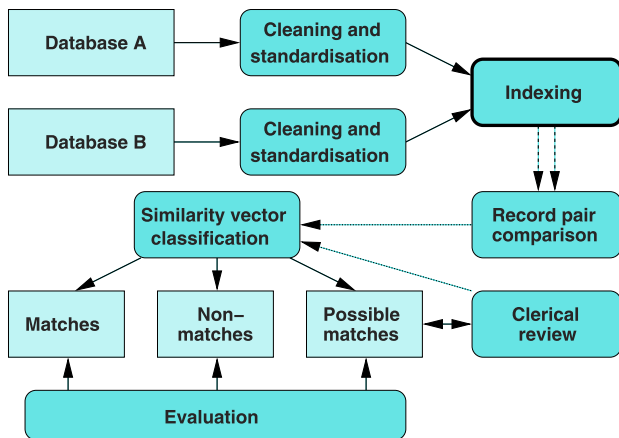 Database A
Cleaning and
standardisation
Indexing
Database B
Cleaning and
standardisation
Similarity vector
classification
Record pair
comparison
Matches
Non–
matches
Possible
matches
Clerical
review
Evaluation